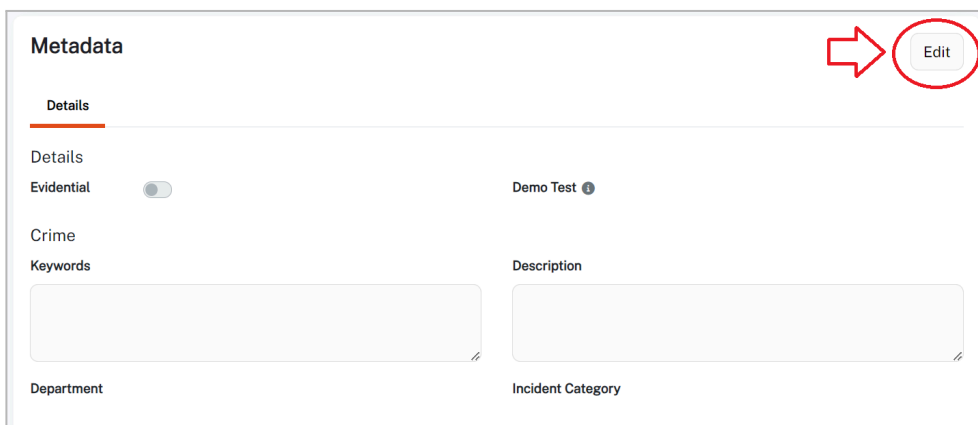 Metadata
Edit
Details
Details
Evidential
Demo Test
Crime
Keywords
Description
Department
Incident Category